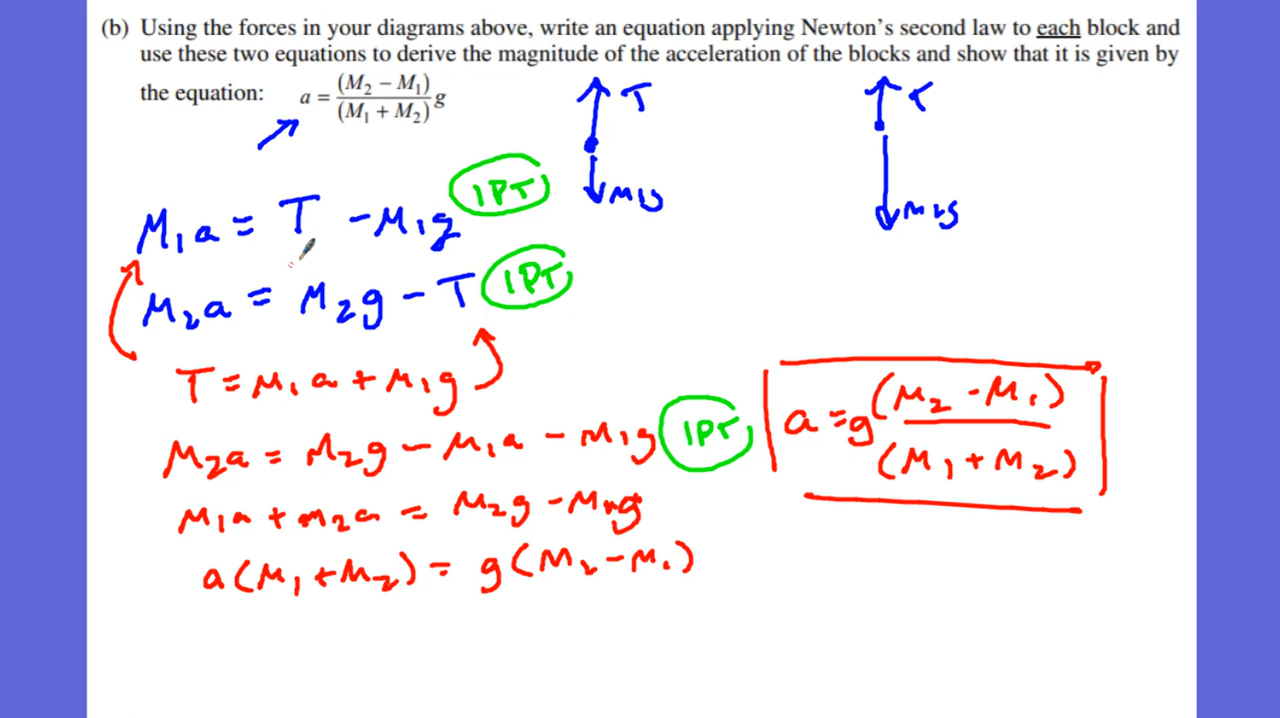 (b) Using the forces in your diagrams above, write an equation applying Newton's second law to each block and
use these two equations to derive the magnitude of the acceleration of the blocks and show that it is given by
the equation: a = (M₂ − M₁)/(M₁ + M₂) g
T
M₁g
T
M₂g
M₁a = T - M₁g 1PT
M₂a = M₂g - T 1PT
T = M₁a + M₁g
M₂a = M₂g - M₁a - M₁g 1PT
M₁a + M₂a = M₂g - M₁g
a(M₁ + M₂) = g(M₂ - M₁)
a = g (M₂ - M₁)/(M₁ + M₂)